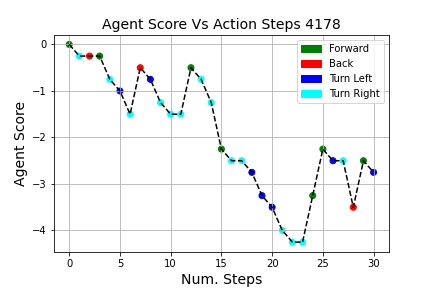 Agent Score Vs Action Steps 4178
Forward
Back
Turn Left
Turn Right
Agent Score
0
−1
−2
−3
−4
0 5 10 15 20 25 30
Num. Steps